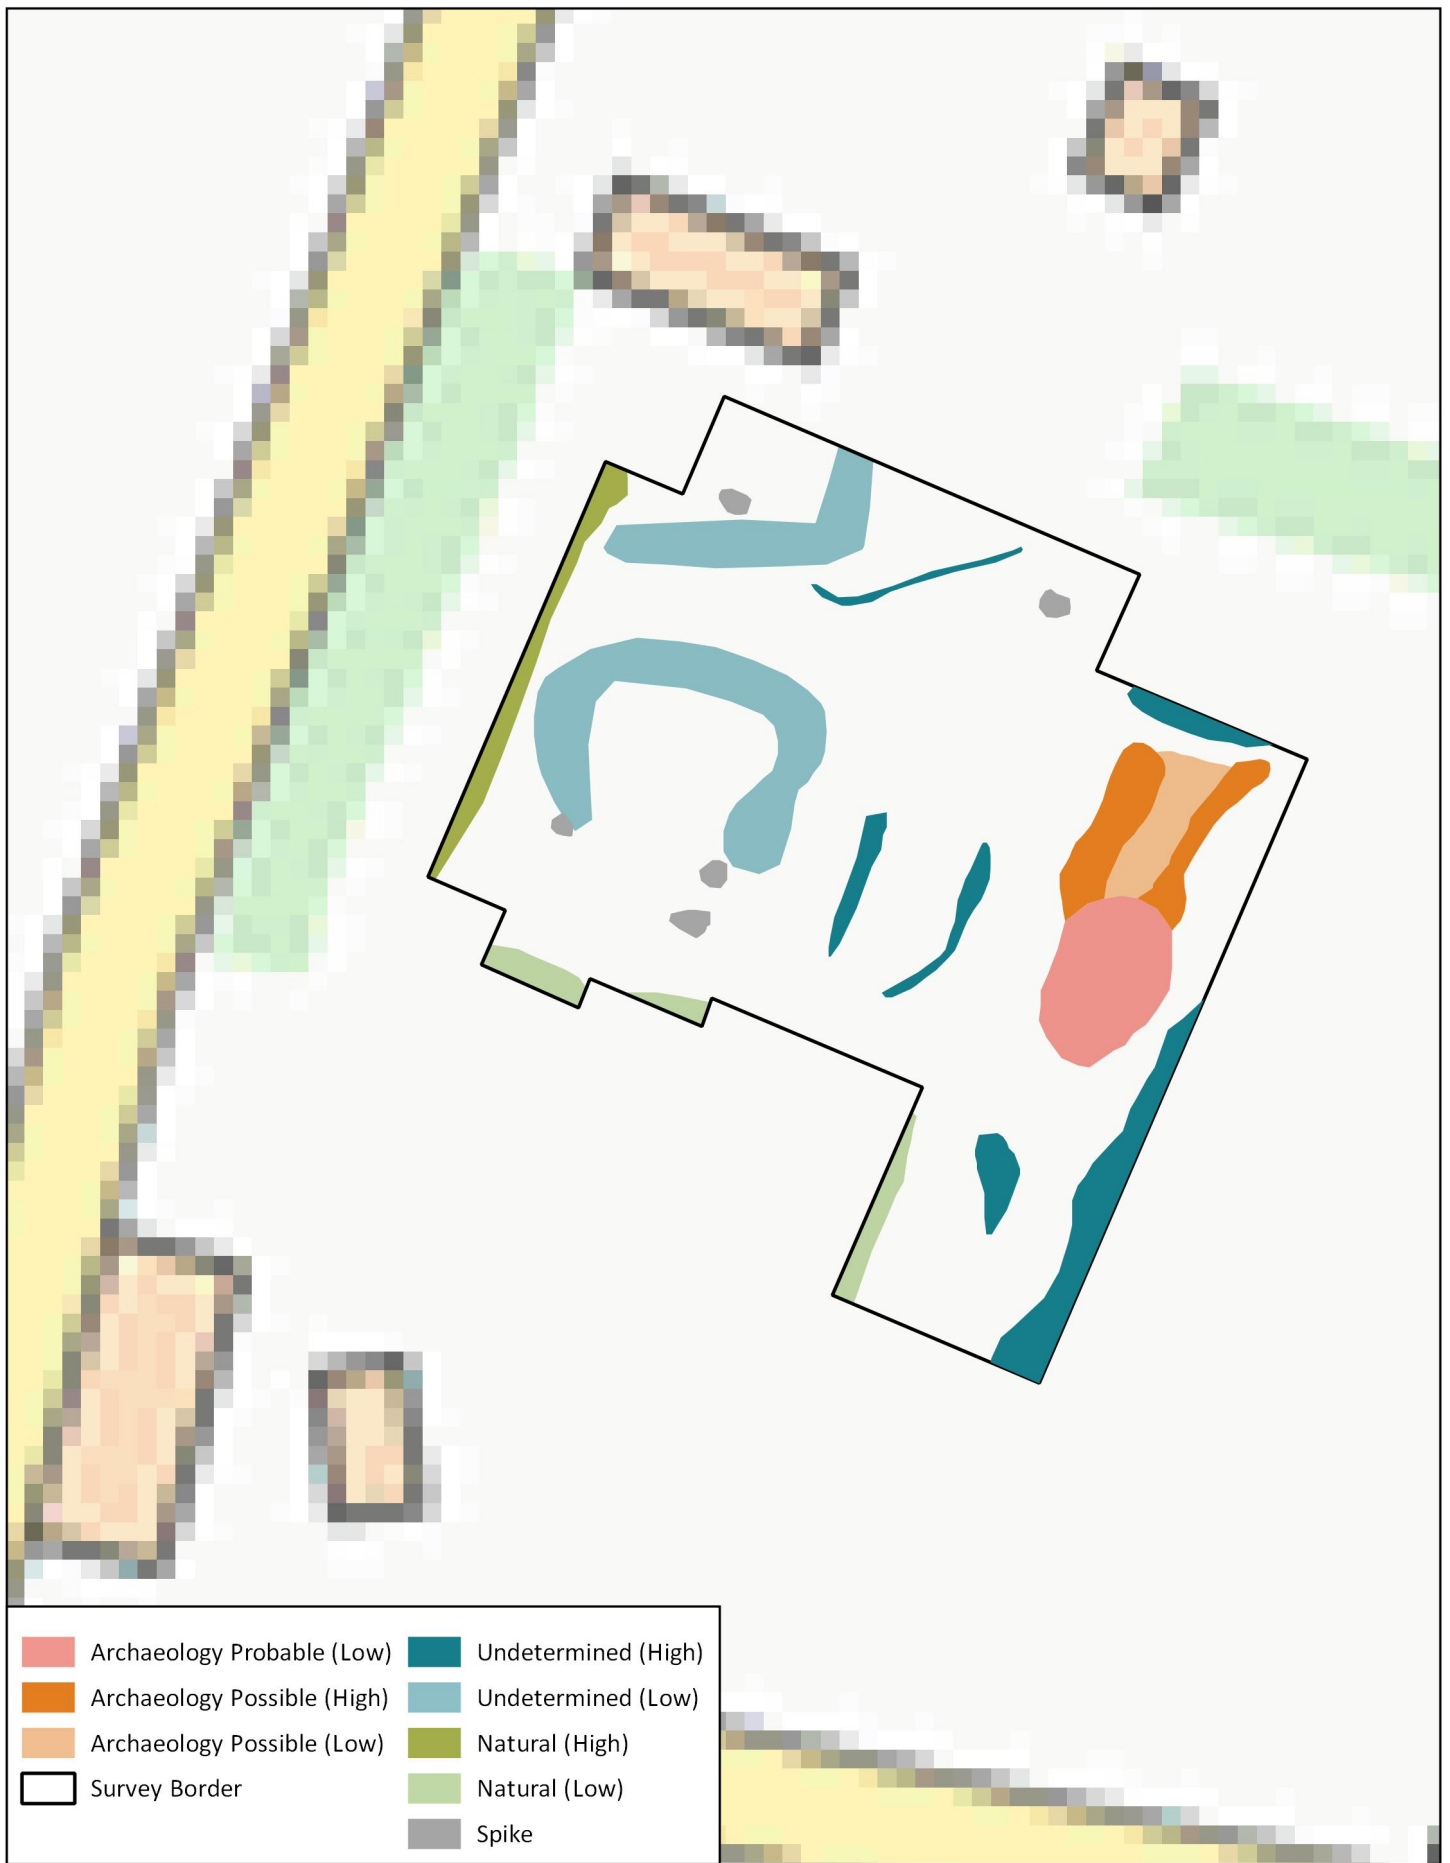 Archaeology Probable (Low)
Archaeology Possible (High)
Archaeology Possible (Low)
Survey Border
Undetermined (High)
Undetermined (Low)
Natural (High)
Natural (Low)
Spike